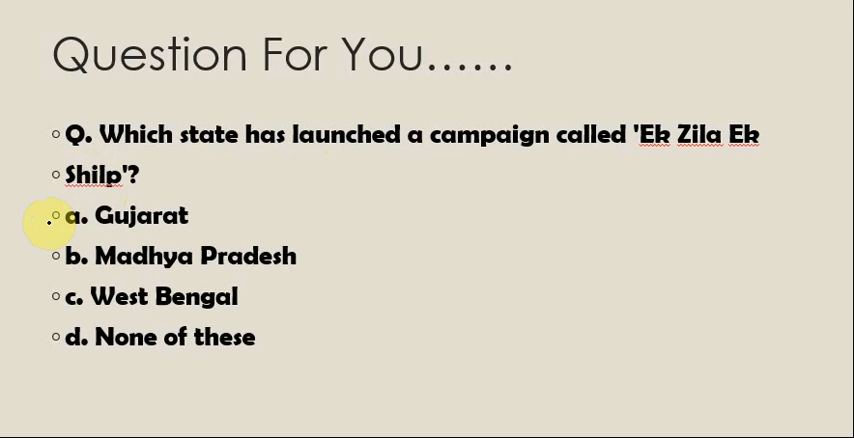 Question For You......
Q. Which state has launched a campaign called 'Ek Zila Ek
Shilp'?
a. Gujarat
b. Madhya Pradesh
c. West Bengal
d. None of these